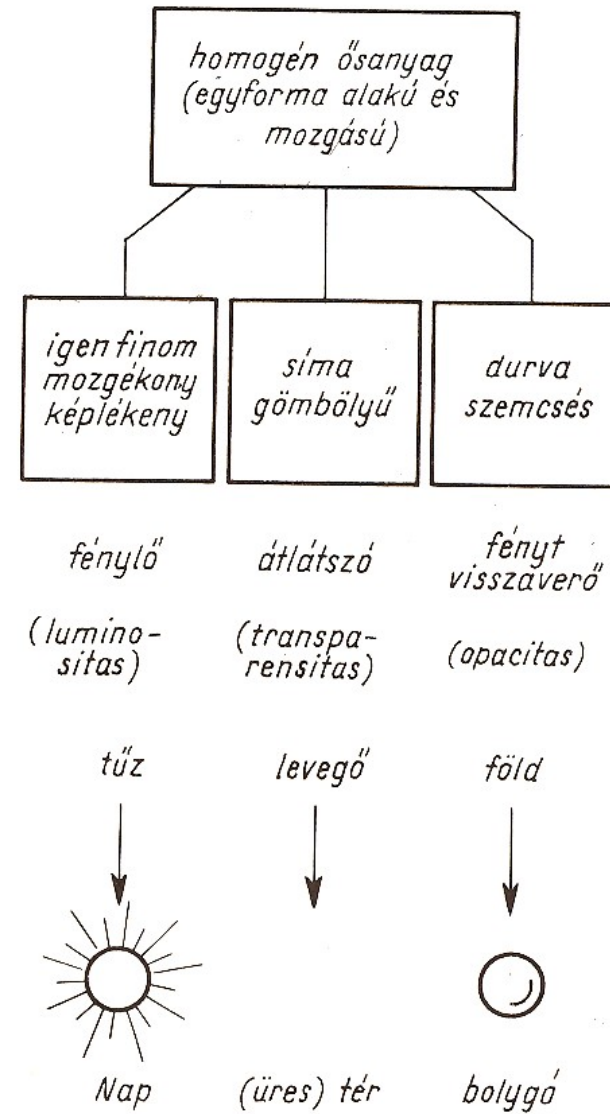 homogén ősanyag
(egyforma alakú és
mozgású)
igen finom
mozgékony
képlékeny
síma
gömbölyű
durva
szemcsés
fénylő
(lumino-
sitas)
átlátszó
(transpa-
rensitas)
fényt
visszaverő
(opacitas)
tűz
levegő
föld
Nap
(üres) tér
bolygó